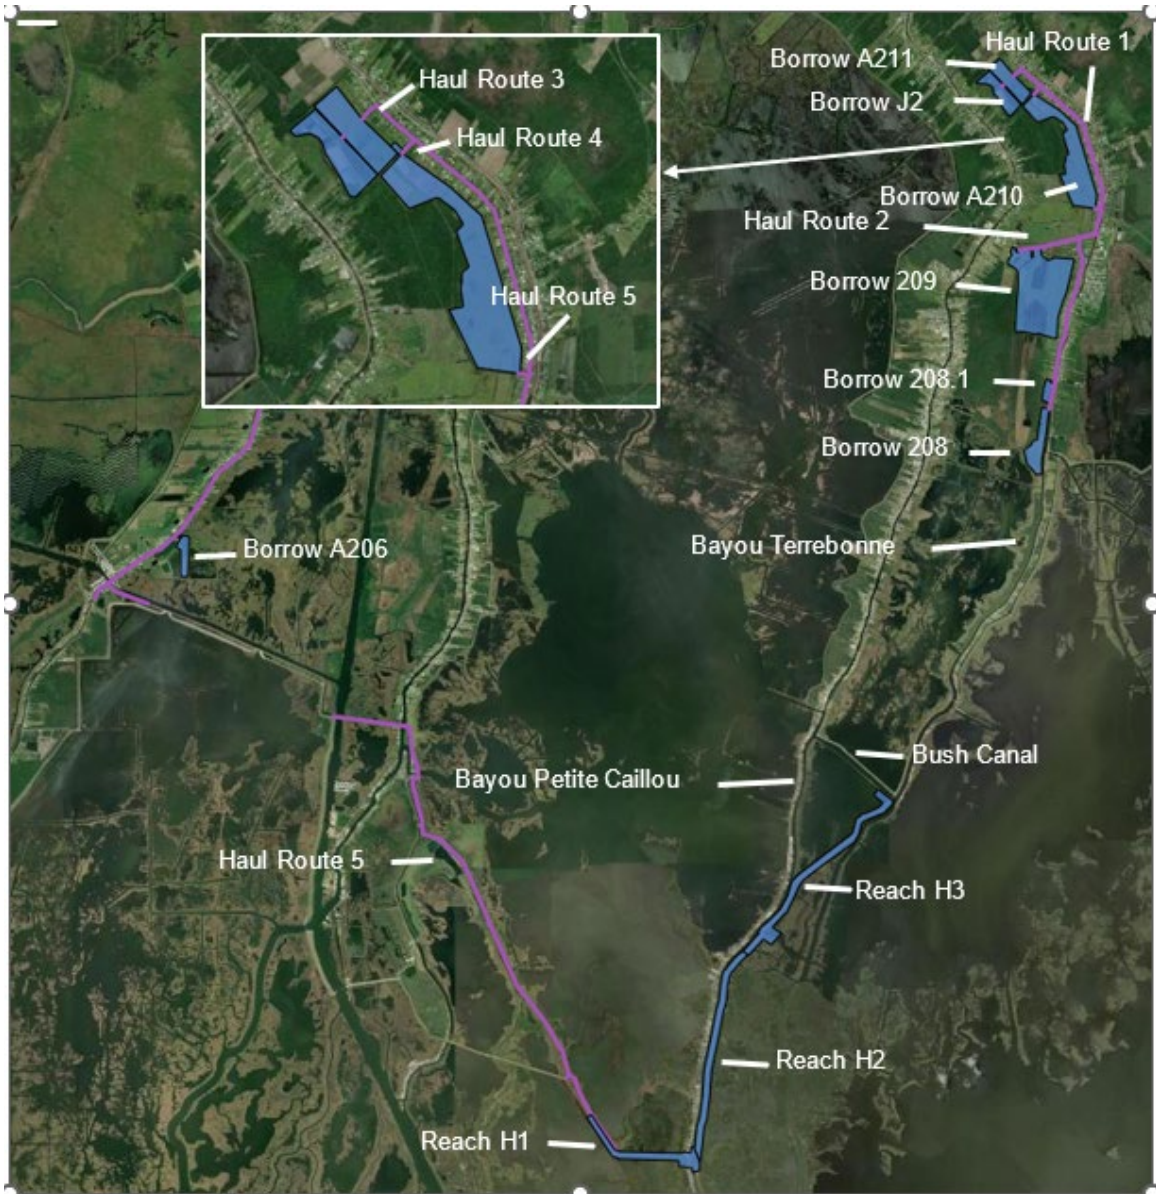 Haul Route 1
Borrow A211
Haul Route 3
Borrow J2
Haul Route 4
Borrow A210
Haul Route 2
Borrow 209
Haul Route 5
Borrow 208.1
Borrow 208
Borrow A206
Bayou Terrebonne
Bush Canal
Bayou Petite Caillou
Haul Route 5
Reach H3
Reach H2
Reach H1